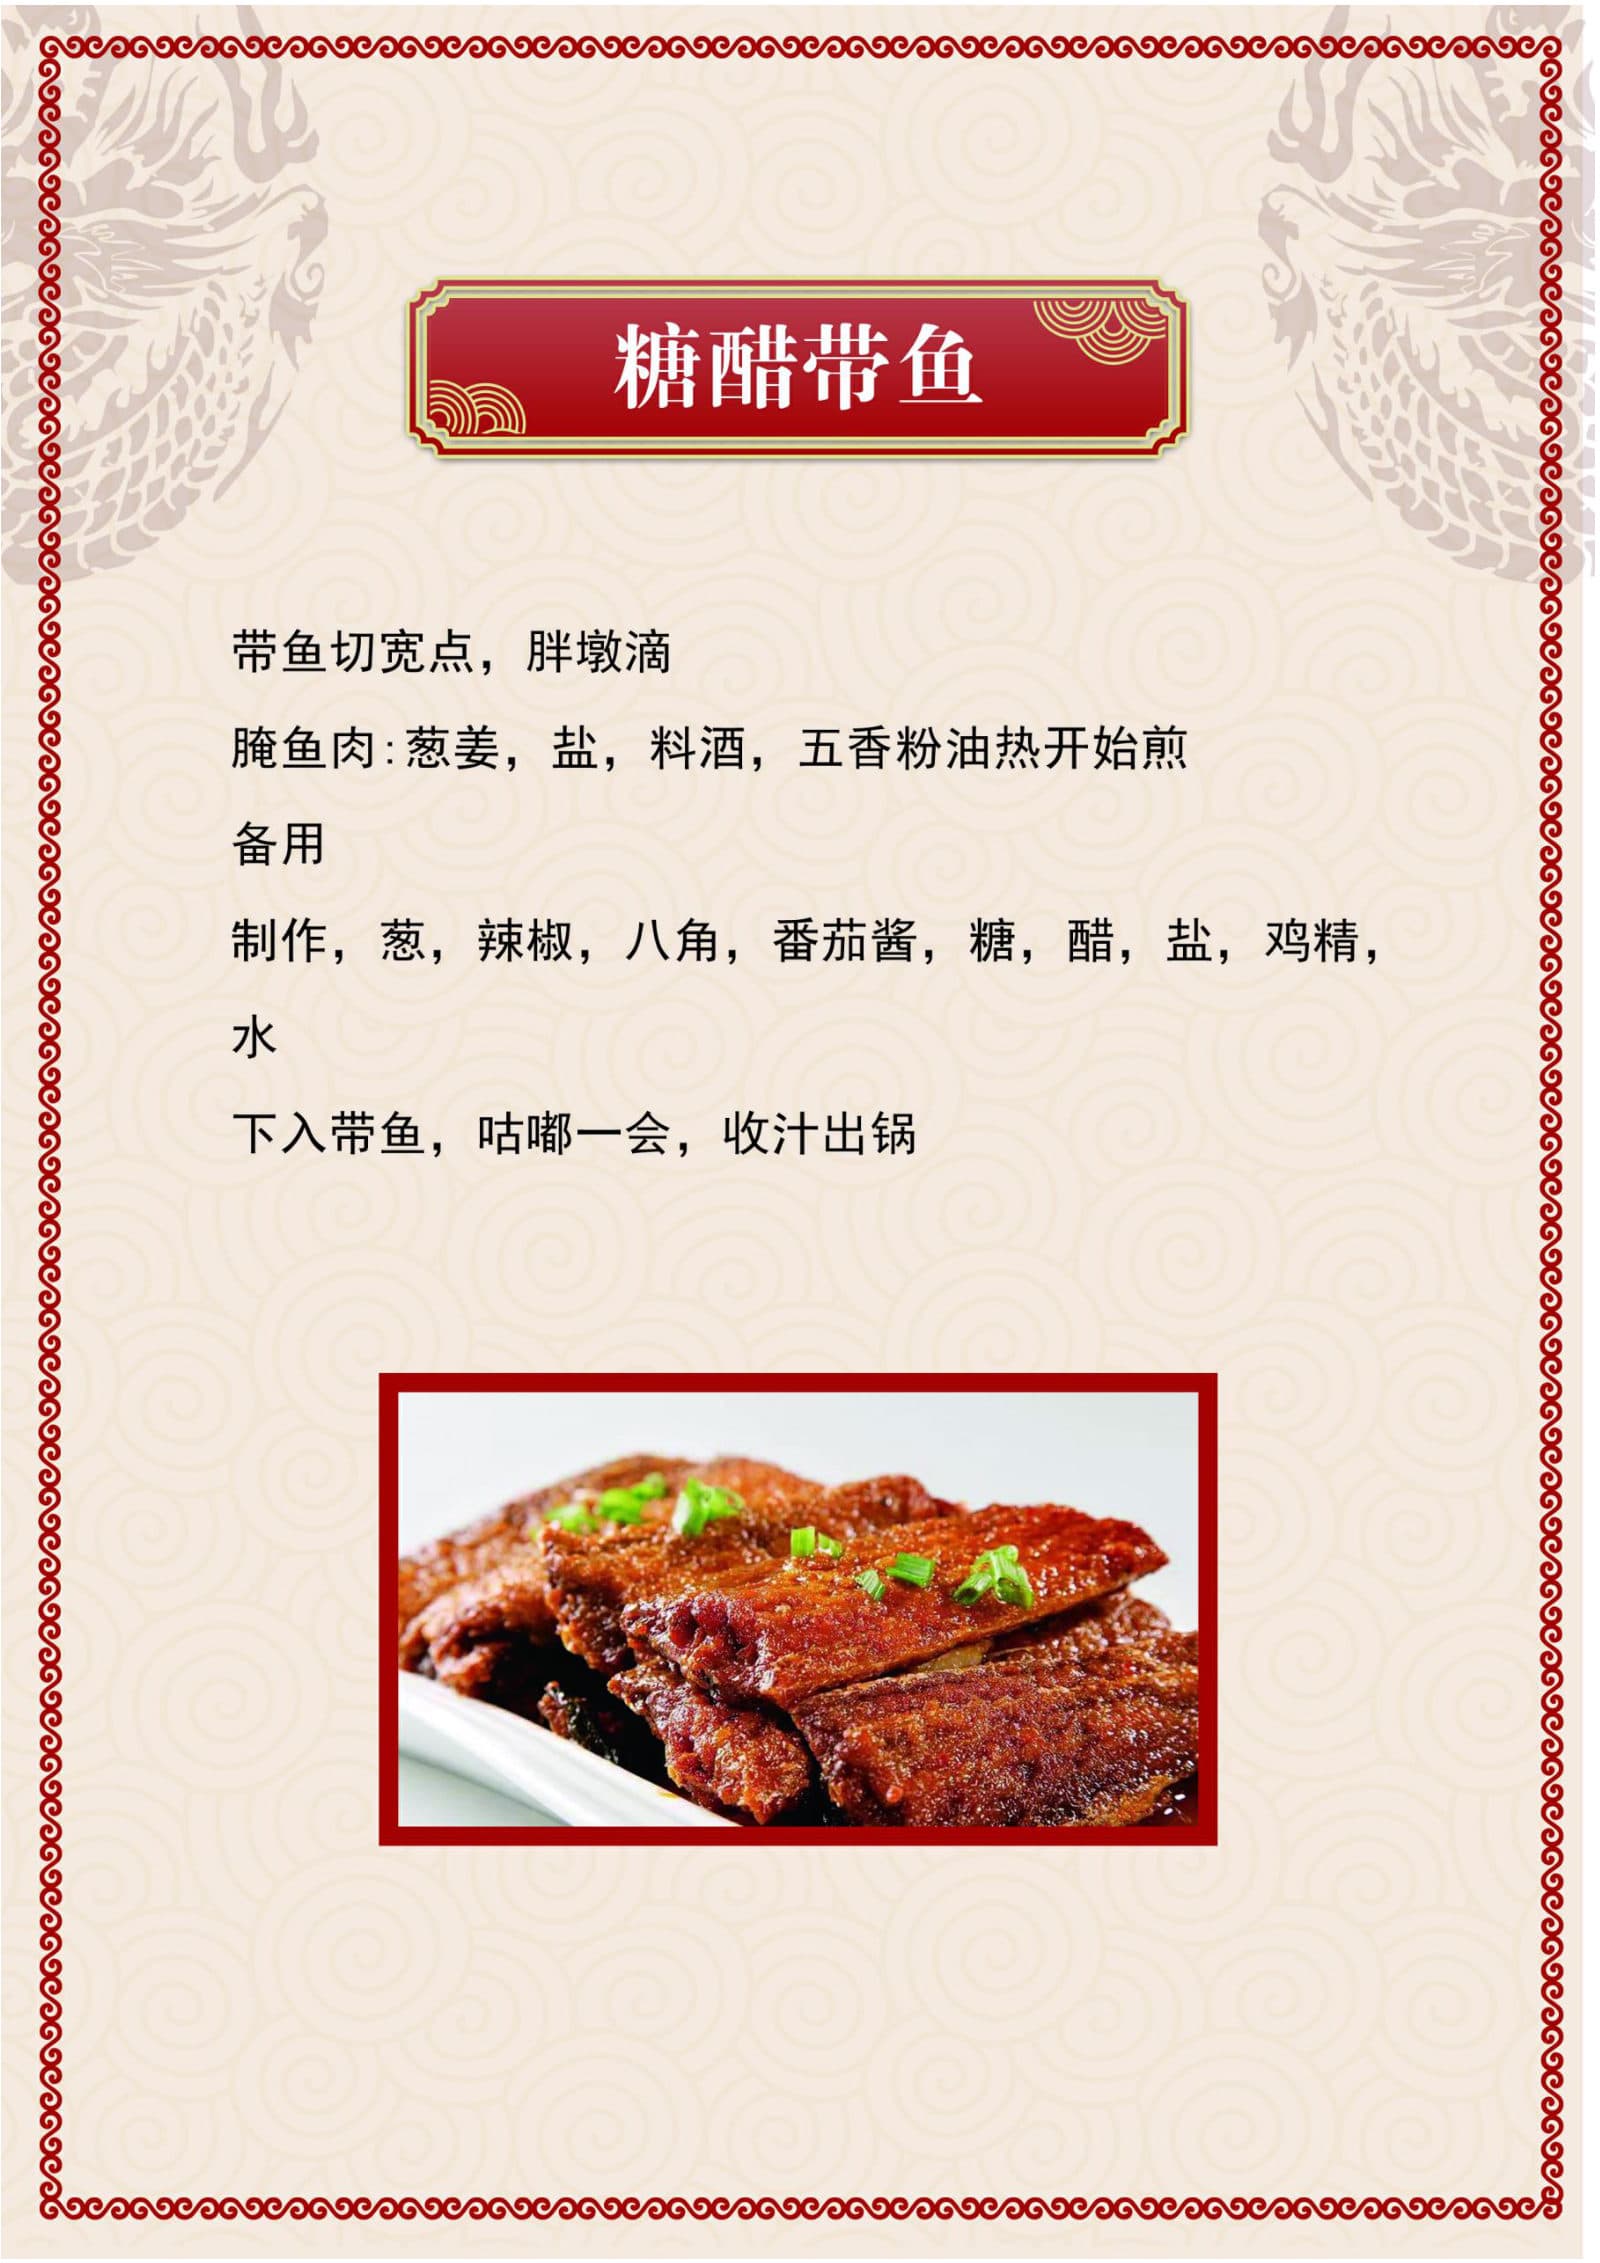 糖醋带鱼
带鱼切宽点，胖墩滴
腌鱼肉:葱姜，盐，料酒，五香粉油热开始煎
备用
制作，葱，辣椒，八角，番茄酱，糖，醋，盐，鸡精，
水
下入带鱼，咕嘟一会，收汁出锅